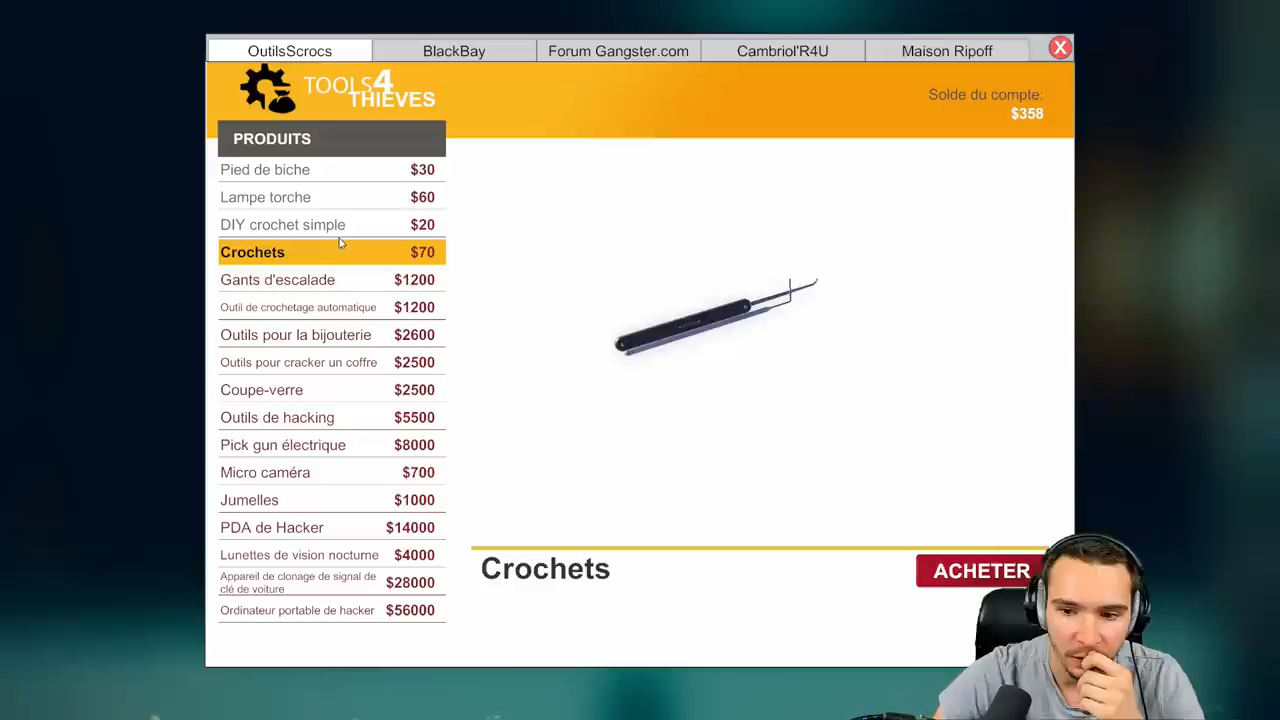 OutilsScrocs
BlackBay
Forum Gangster.com
Cambriol'R4U
Maison Ripoff
X
TOOLS4
THIEVES
Solde du compte:
$358
PRODUITS
Pied de biche $30
Lampe torche $60
DIY crochet simple $20
Crochets $70
Gants d'escalade $1200
Outil de crochetage automatique $1200
Outils pour la bijouterie $2600
Outils pour cracker un coffre $2500
Coupe-verre $2500
Outils de hacking $5500
Pick gun électrique $8000
Micro caméra $700
Jumelles $1000
PDA de Hacker $14000
Lunettes de vision nocturne $4000
Appareil de clonage de signal de
clé de voiture $28000
Ordinateur portable de hacker $56000
Crochets
ACHETER